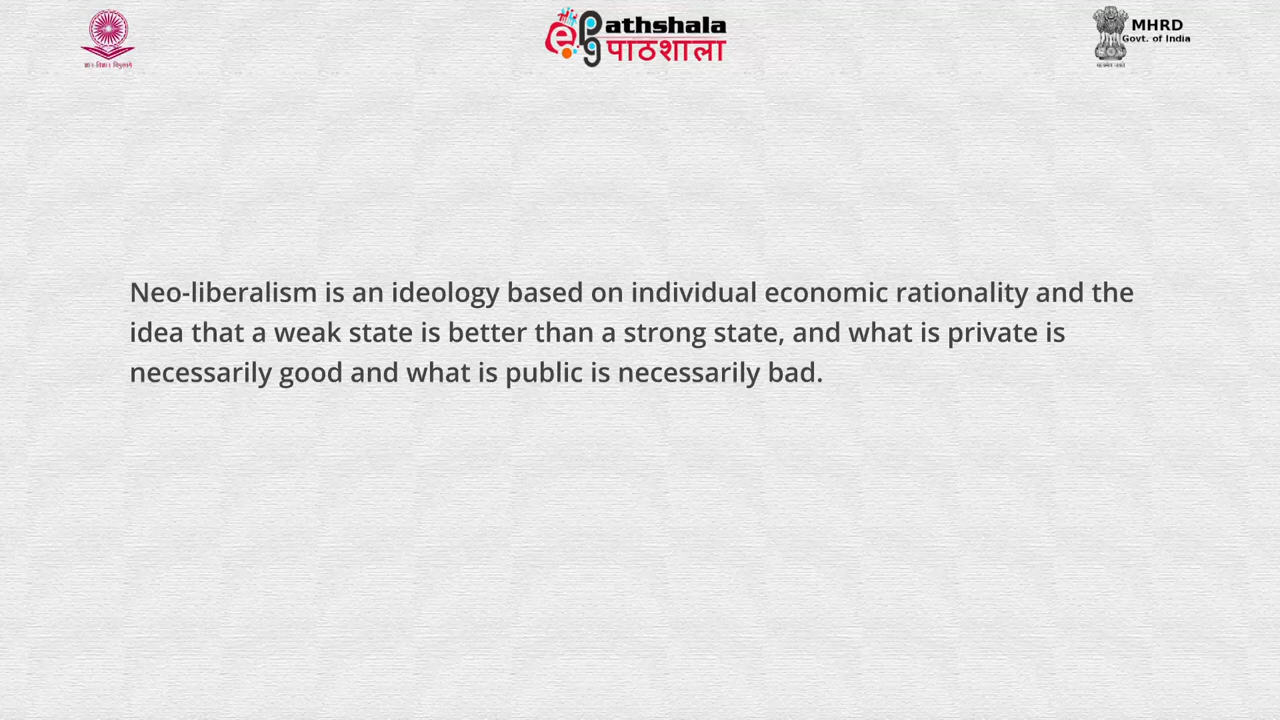 athshala
पाठशाला
MHRD
Govt. of India
Neo-liberalism is an ideology based on individual economic rationality and the
idea that a weak state is better than a strong state, and what is private is
necessarily good and what is public is necessarily bad.